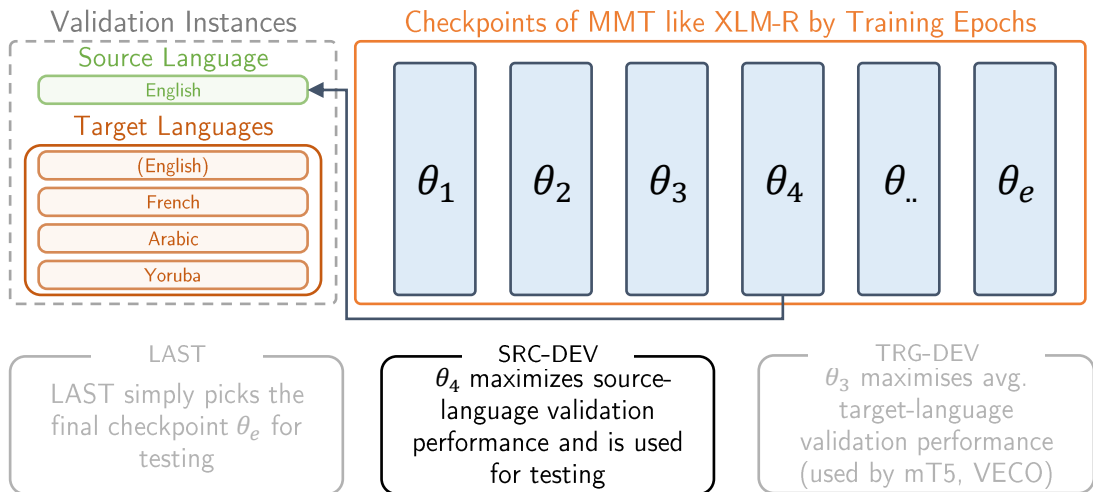 Validation Instances
Source Language
English
Target Languages
(English)
French
Arabic
Yoruba
Checkpoints of MMT like XLM-R by Training Epochs
θ₁
θ₂
θ₃
θ₄
θ..
θₑ
LAST
LAST simply picks the
final checkpoint θₑ for
testing
SRC-DEV
θ₄ maximizes source-
language validation
performance and is used
for testing
TRG-DEV
θ₃ maximises avg.
target-language
validation performance
(used by mT5, VECO)